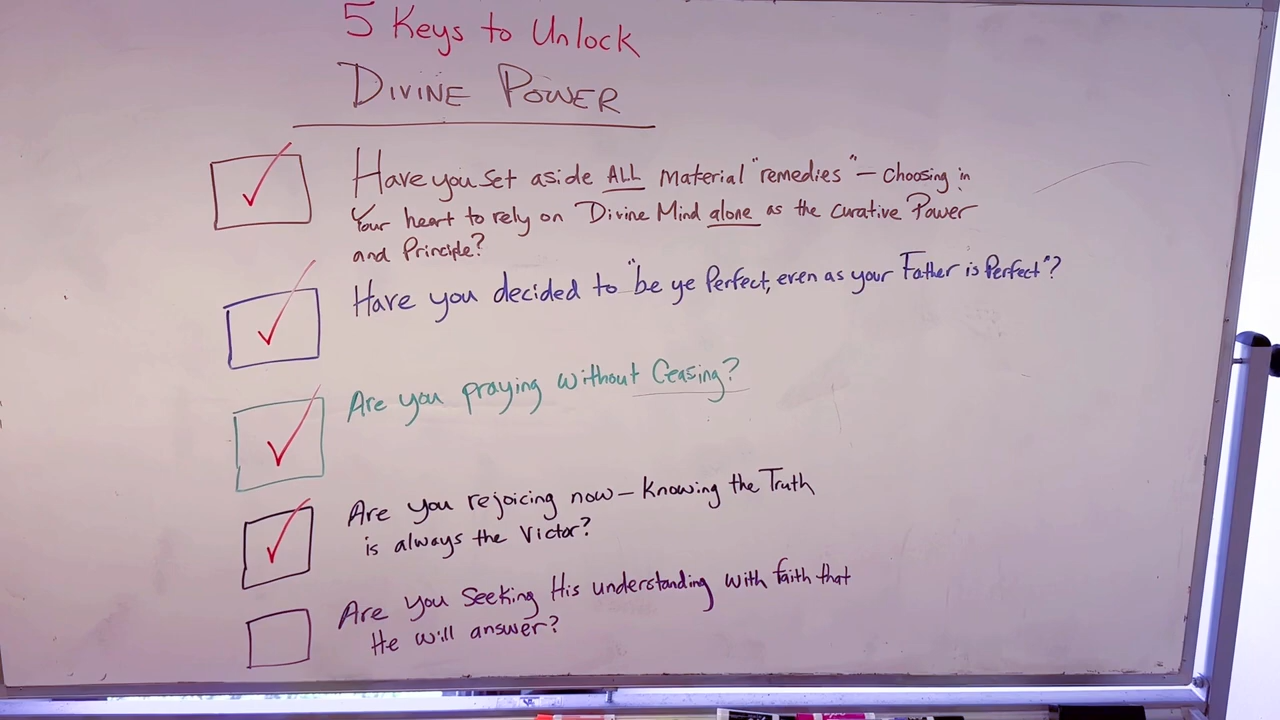 5 Keys to Unlock
DIVINE POWER
Have you set aside ALL material "remedies" – choosing in
Your heart to rely on Divine Mind alone as the curative Power
and Principle?
Have you decided to "be ye Perfect, even as your Father is Perfect"?
Are you praying without Ceasing?
Are you rejoicing now – Knowing the Truth
is always the Victor?
Are you Seeking His understanding with faith that
He will answer?